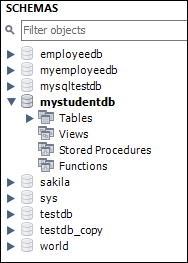 SCHEMAS
Filter objects
employeedb
myemployeedb
mysqltestdb
mystudentdb
Tables
Views
Stored Procedures
Functions
sakila
sys
testdb
testdb_copy
world